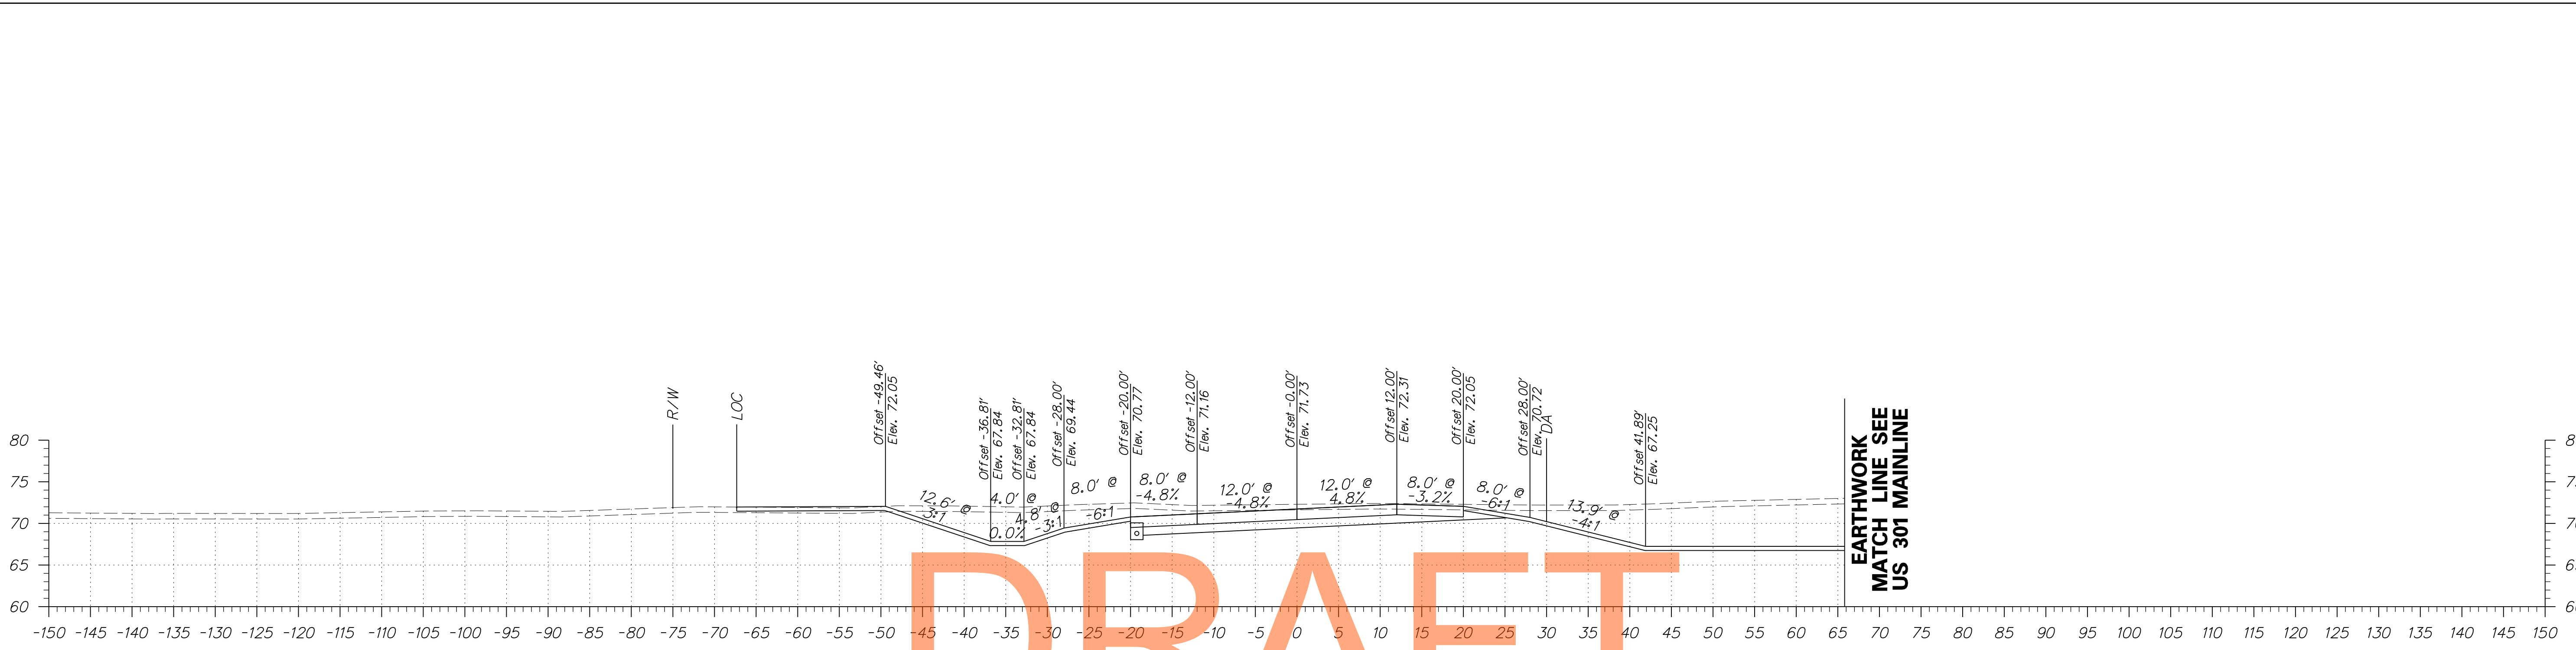 R/W
LOC
Offset -49.46'
Elev. 72.05
Offset -36.81'
Elev. 67.84
Offset -32.81'
Elev. 67.84
Offset -28.00'
Elev. 69.44
Offset -20.00'
Elev. 70.77
Offset -12.00'
Elev. 71.16
Offset -0.00'
Elev. 71.73
Offset 12.00'
Elev. 72.31
Offset 20.00'
Elev. 72.05
Offset 28.00'
Elev. 70.72
DA
Offset 41.89'
Elev. 67.25
12.6' @
3:1
4.0' @
0.0%
4.8' @
-3:1
8.0' @
-6:1
8.0' @
-4.8%
12.0' @
-4.8%
12.0' @
4.8%
8.0' @
-3.2%
8.0' @
-6:1
13.9' @
-4:1
EARTHWORK
MATCH LINE SEE
US 301 MAINLINE
80
75
70
65
60
DRAFT
-150 -145 -140 -135 -130 -125 -120 -115 -110 -105 -100 -95 -90 -85 -80 -75 -70 -65 -60 -55 -50 -45 -40 -35 -30 -25 -20 -15 -10 -5 0 5 10 15 20 25 30 35 40 45 50 55 60 65 70 75 80 85 90 95 100 105 110 115 120 125 130 135 140 145 150